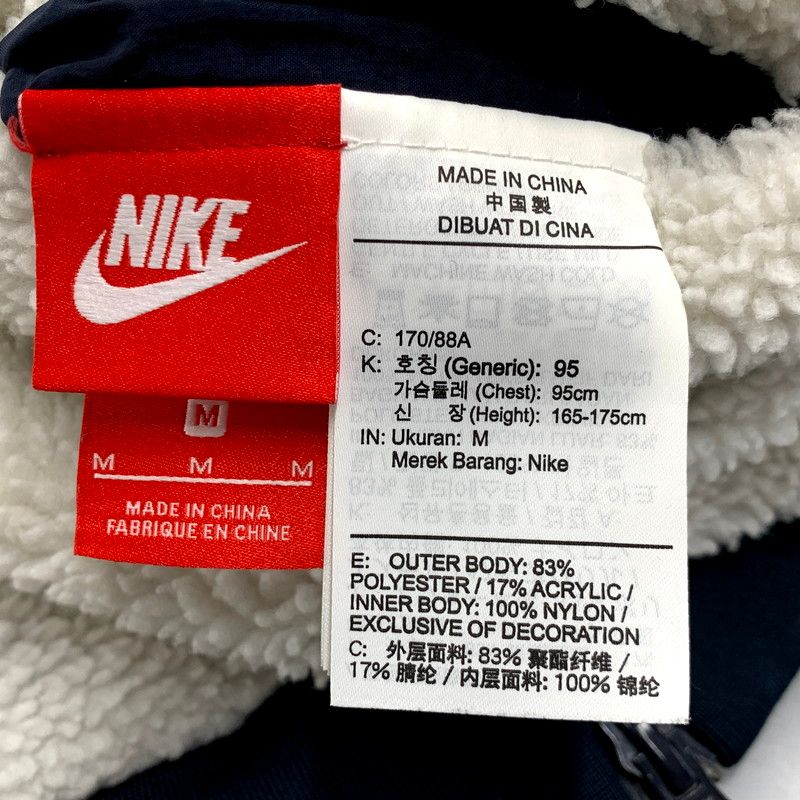 NIKE
M
M M M
MADE IN CHINA
FABRIQUE EN CHINE
MADE IN CHINA
中国製
DIBUAT DI CINA
C: 170/88A
K: 호칭 (Generic): 95
가슴둘레 (Chest): 95cm
신 장 (Height): 165-175cm
IN: Ukuran: M
Merek Barang: Nike
E: OUTER BODY: 83%
POLYESTER / 17% ACRYLIC /
INNER BODY: 100% NYLON /
EXCLUSIVE OF DECORATION
C: 外层面料: 83% 聚酯纤维 /
17% 腈纶 / 内层面料: 100% 锦纶